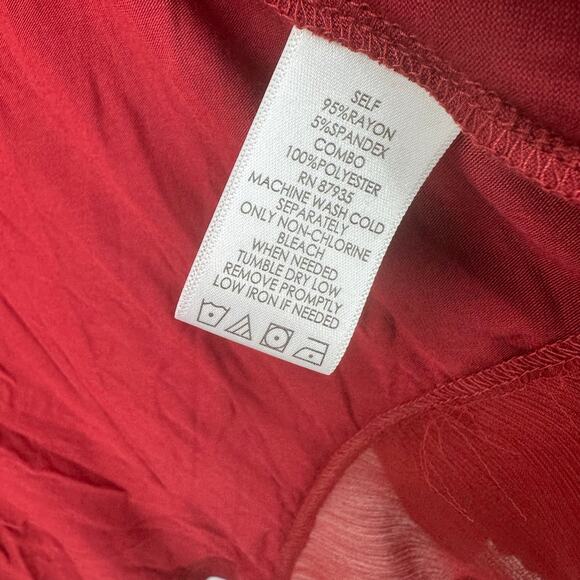 SELF
95%RAYON
5%SPANDEX
COMBO
100%POLYESTER
RN 87935
MACHINE WASH COLD
SEPARATELY
ONLY NON-CHLORINE
BLEACH
WHEN NEEDED
TUMBLE DRY LOW
REMOVE PROMPTLY
LOW IRON IF NEEDED